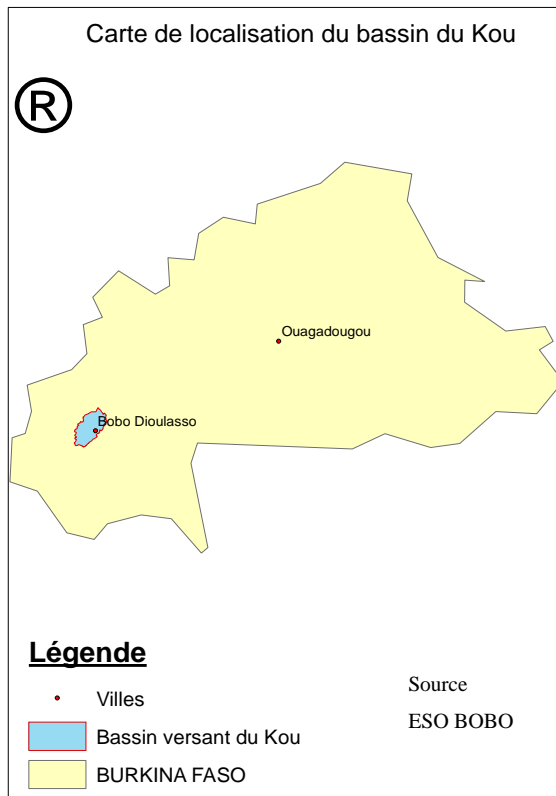 Carte de localisation du bassin du Kou
®
Ouagadougou
Bobo Dioulasso
Légende
Villes
Bassin versant du Kou
BURKINA FASO
Source
ESO BOBO